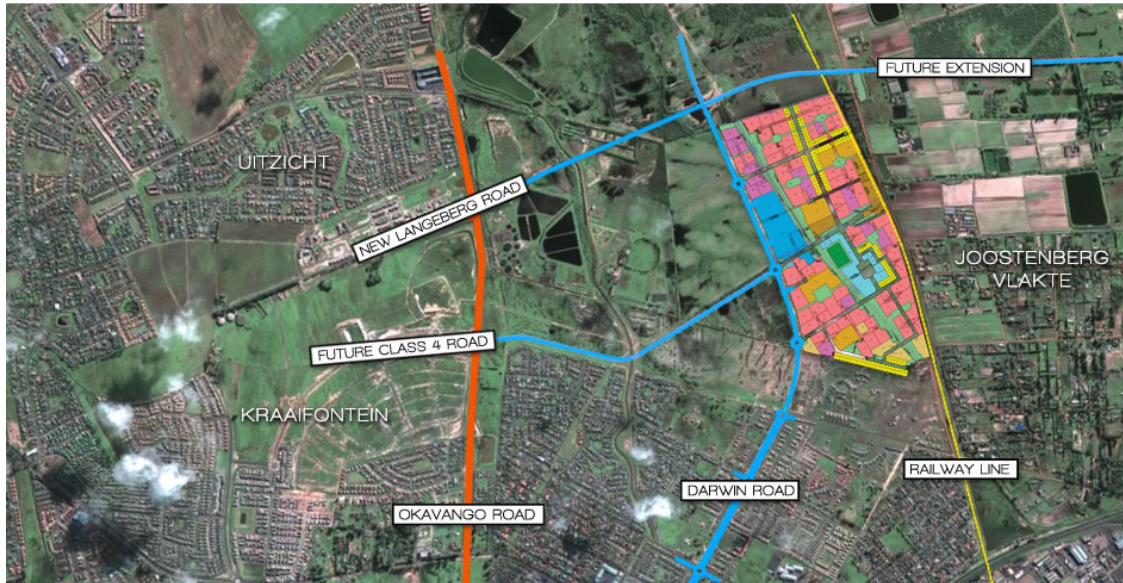 FUTURE EXTENSION
UITZICHT
NEW LANGEBERG ROAD
JOOSTENBERG
VLAKTE
FUTURE CLASS 4 ROAD
KRAAIFONTEIN
RAILWAY LINE
DARWIN ROAD
OKAVANGO ROAD